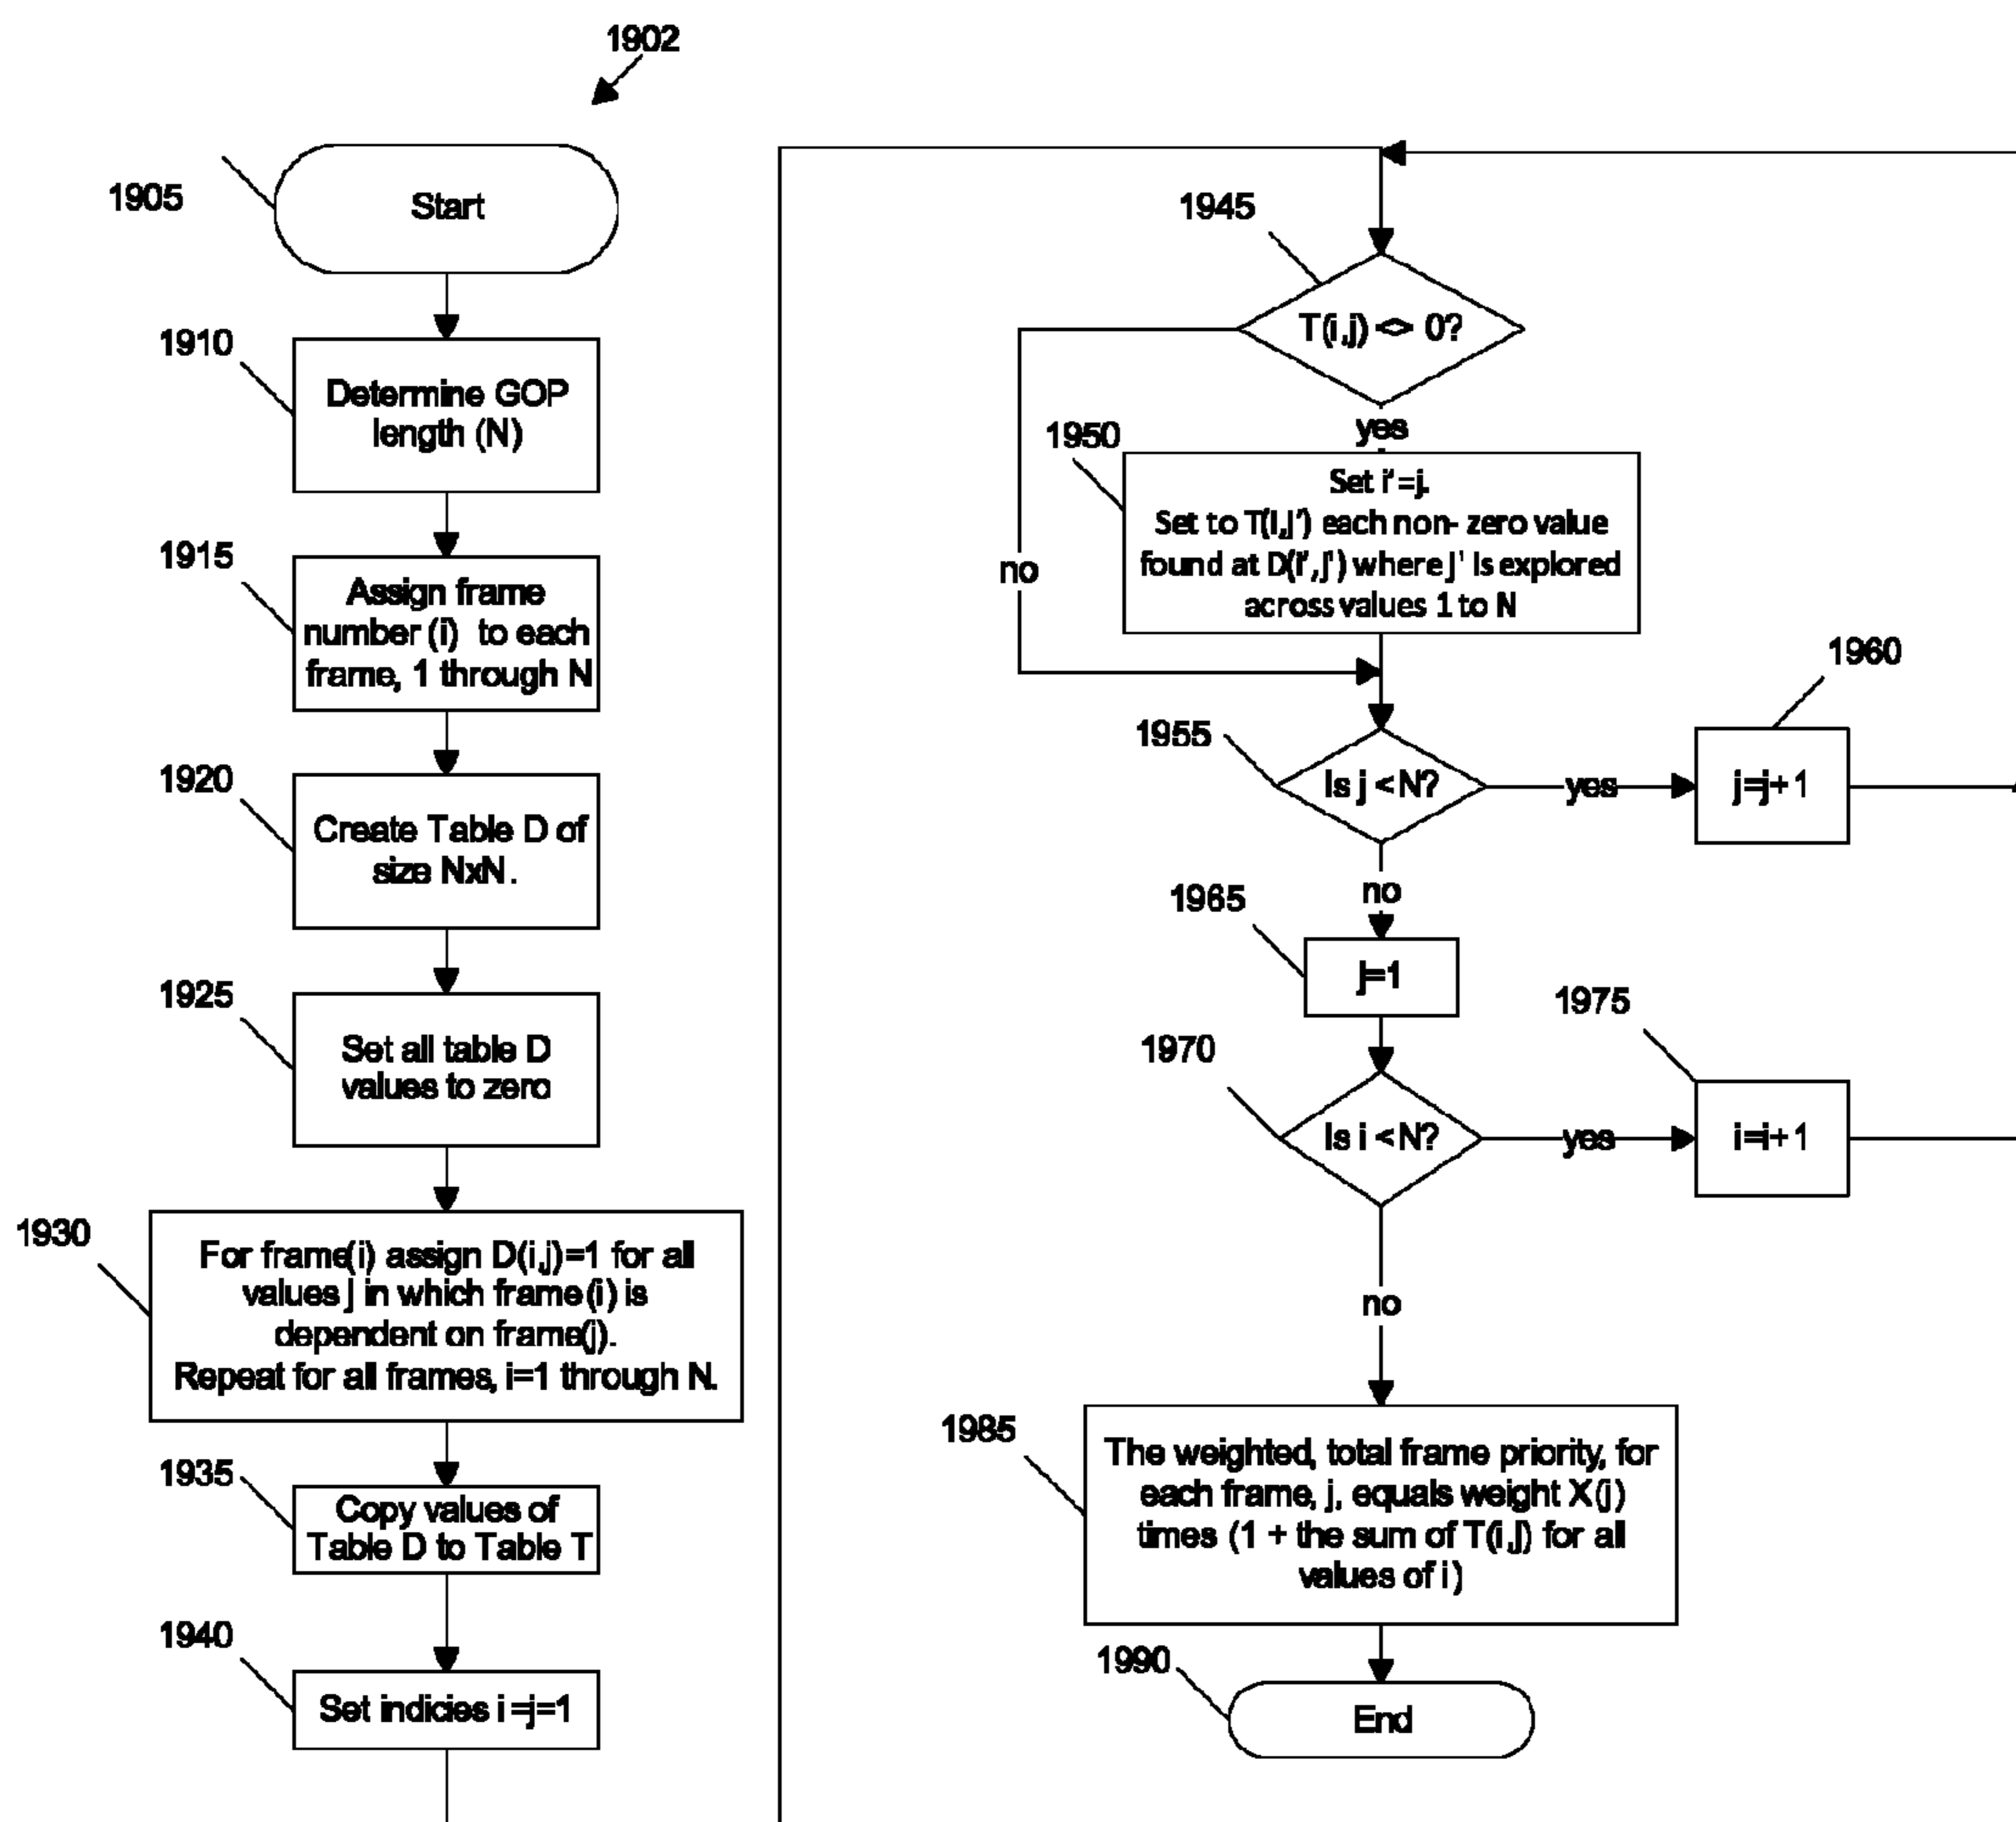 1902
1905
Start
1910
Determine GOP
length (N)
1915
Assign frame
number (i) to each
frame, 1 through N
1920
Create Table D of
size NxN.
1925
Set all table D
values to zero
1930
For frame(i) assign D(i,j)=1 for all
values j in which frame(i) is
dependent on frame(j).
Repeat for all frames, i=1 through N.
1935
Copy values of
Table D to Table T
1940
Set indicies i=j=1
1945
T(i,j) <> 0?
yes
no
1950
Set i'=j.
Set to T(i,j') each non- zero value
found at D(i',j') where j' is explored
across values 1 to N
1955
Is j < N?
yes
1960
j=j+1
no
1965
j=1
1970
Is i < N?
yes
1975
i=i+1
no
1985
The weighted, total frame priority, for
each frame, j, equals weight X(j)
times (1 + the sum of T(i,j) for all
values of i)
1990
End